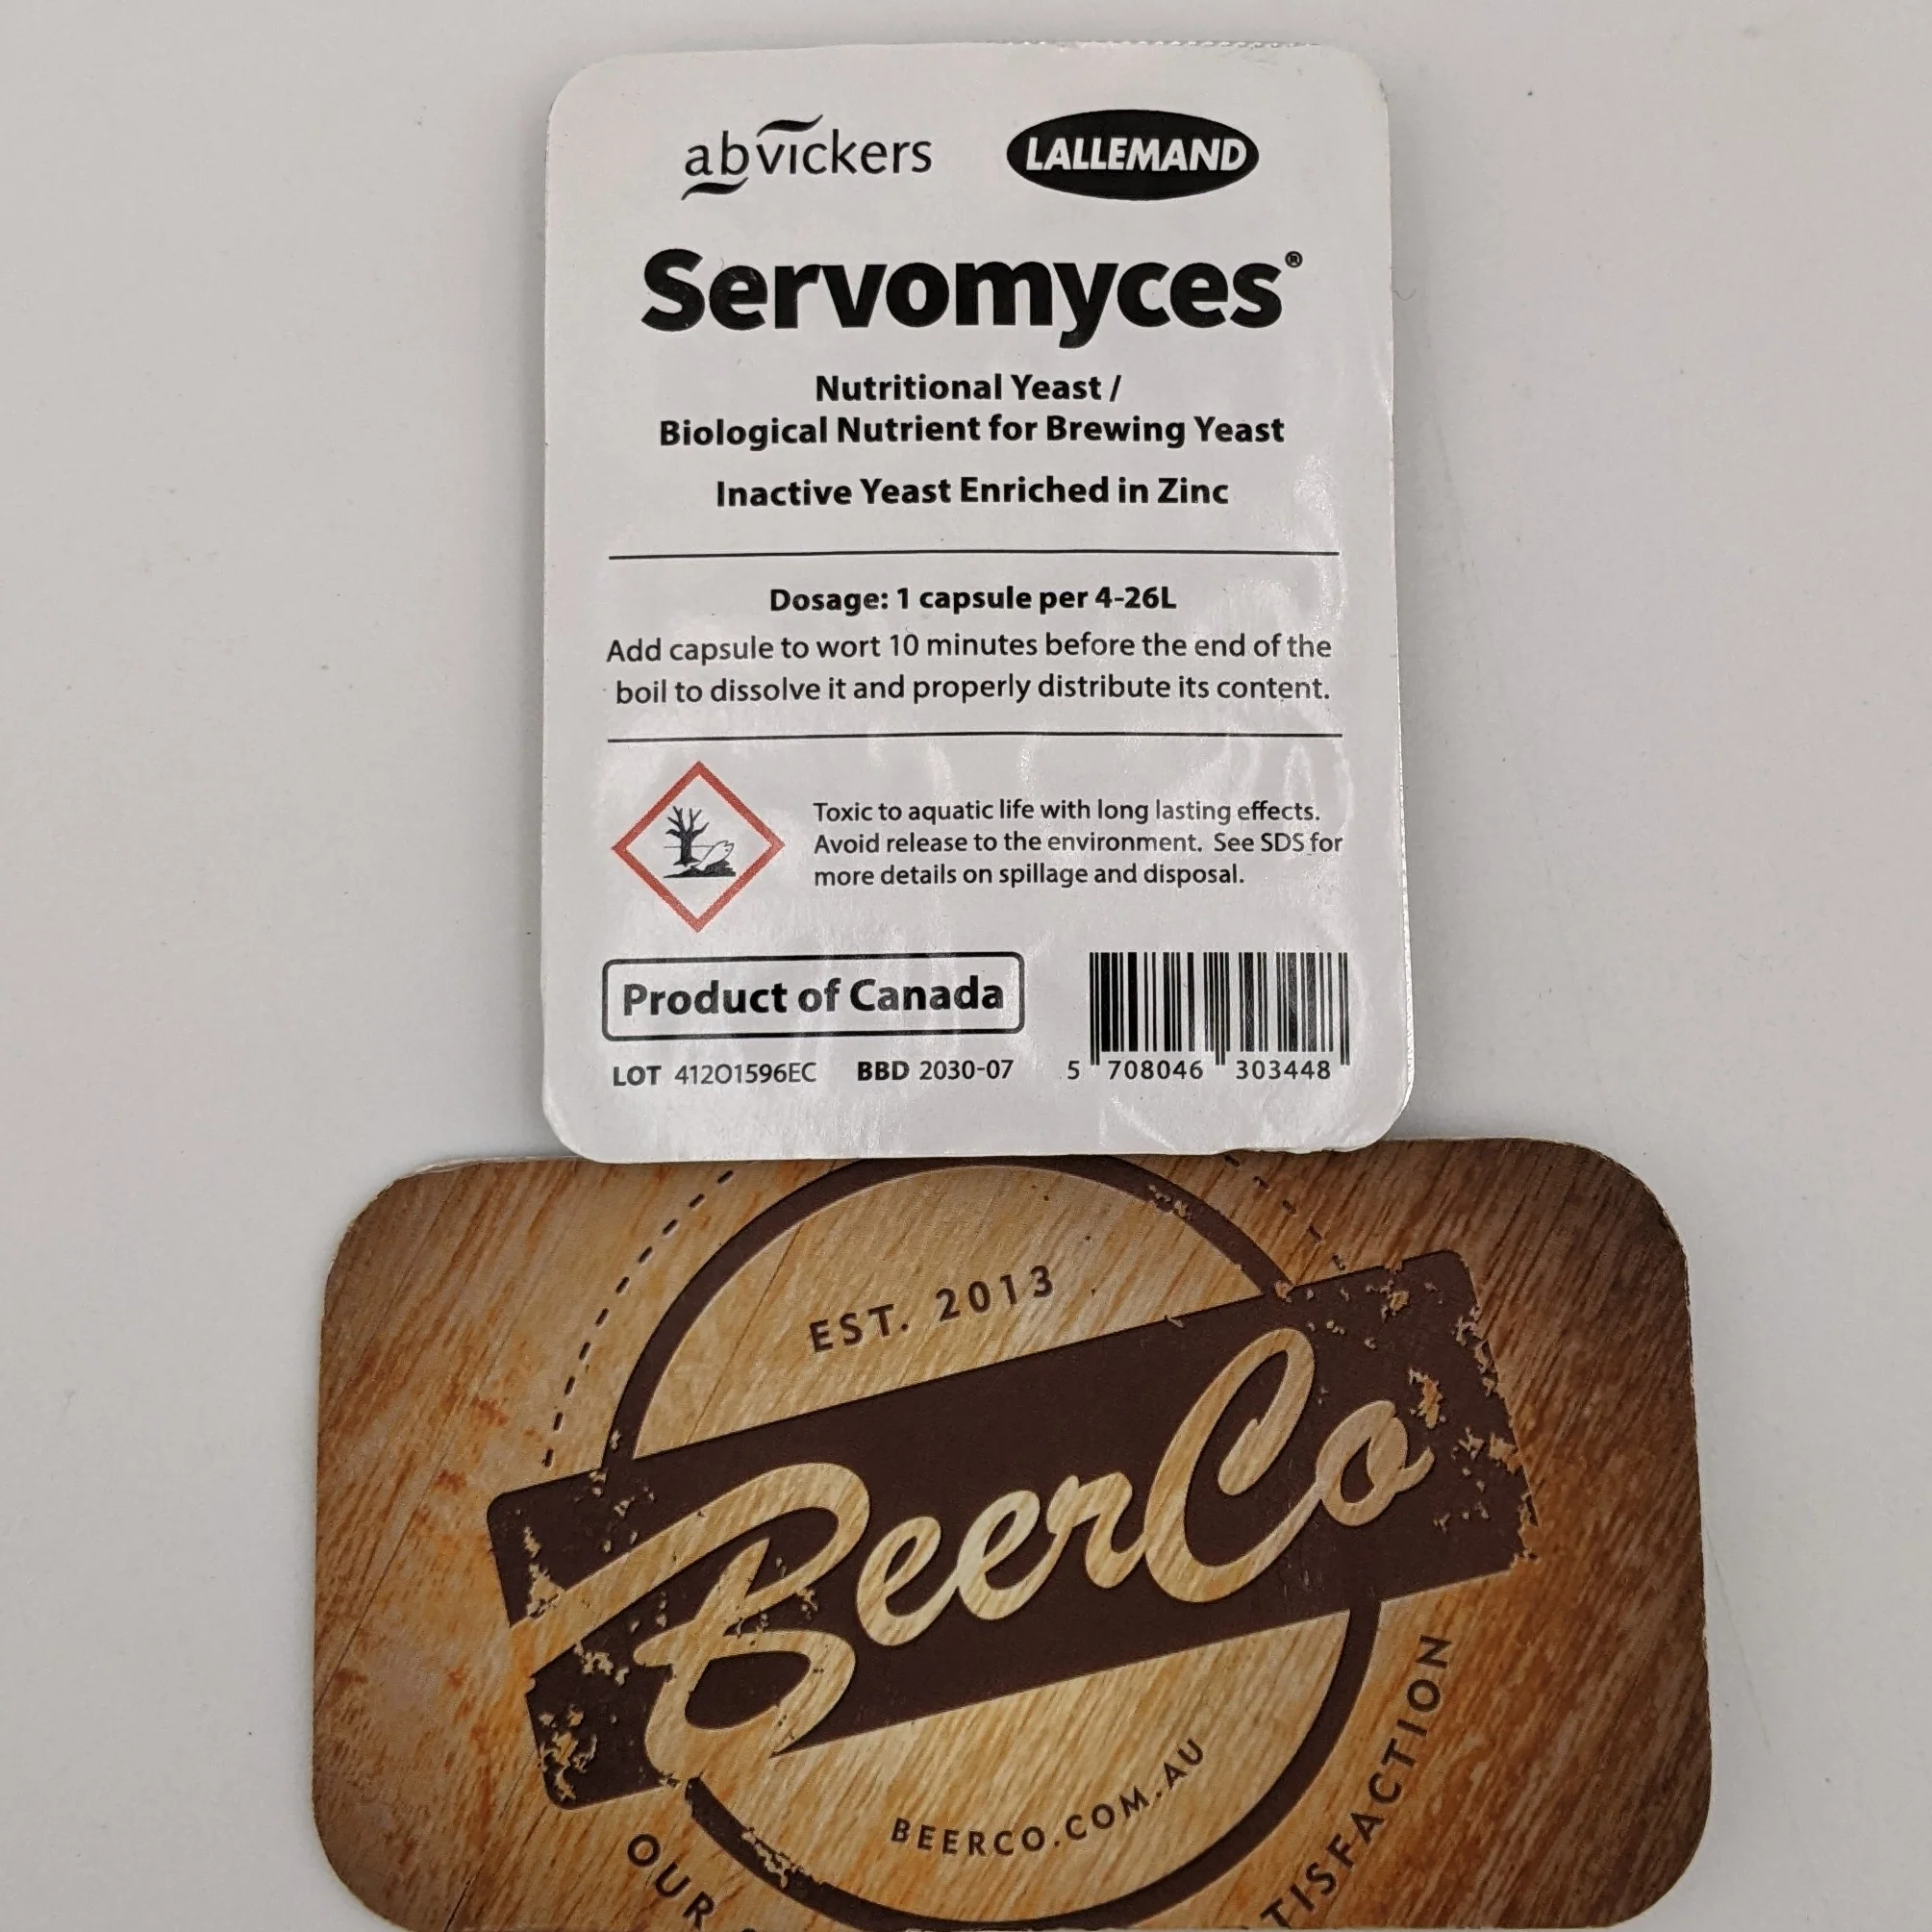 abvickers
LALLEMAND
Servomyces®
Nutritional Yeast /
Biological Nutrient for Brewing Yeast
Inactive Yeast Enriched in Zinc
Dosage: 1 capsule per 4-26L
Add capsule to wort 10 minutes before the end of the
boil to dissolve it and properly distribute its content.
Toxic to aquatic life with long lasting effects.
Avoid release to the environment. See SDS for
more details on spillage and disposal.
Product of Canada
LOT 412O1596EC BBD 2030-07
5 708046 303448
EST. 2013
BeerCo
BEERCO.COM.AU
OUR
TISFACTION